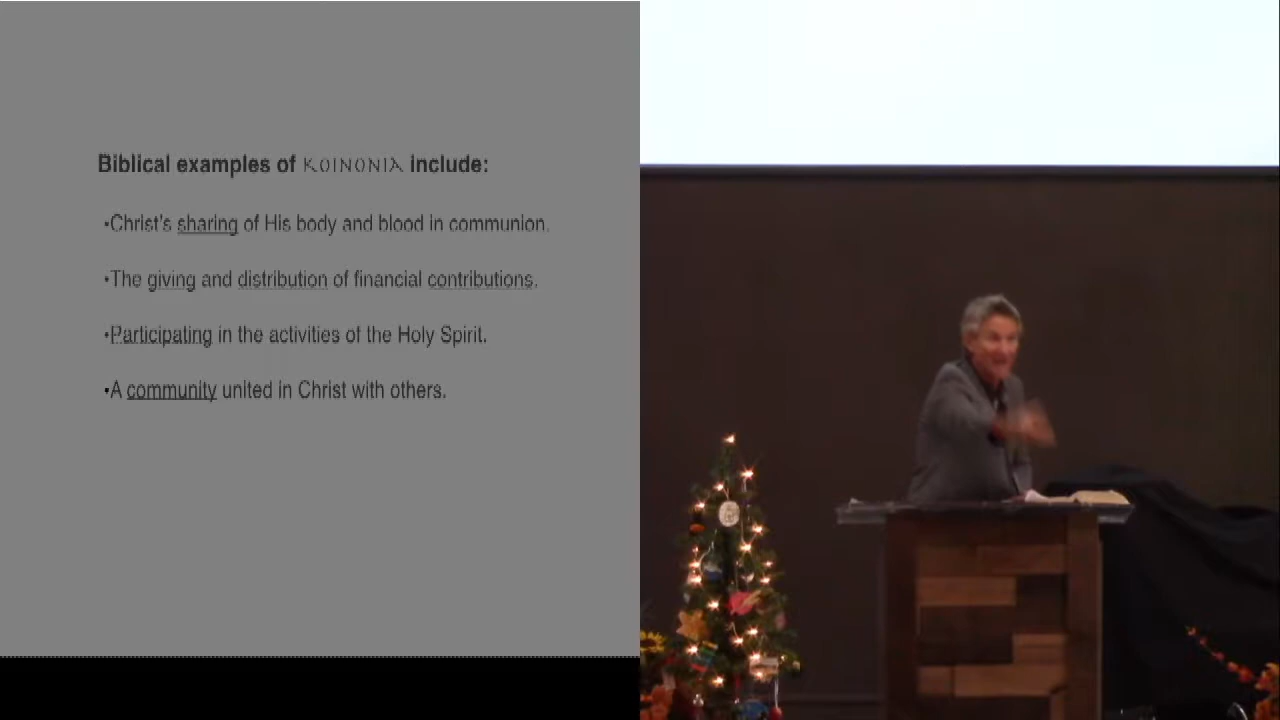 Biblical examples of ΚΟΙΝΟΝΙΑ include:
•Christ's sharing of His body and blood in communion.
•The giving and distribution of financial contributions.
•Participating in the activities of the Holy Spirit.
•A community united in Christ with others.